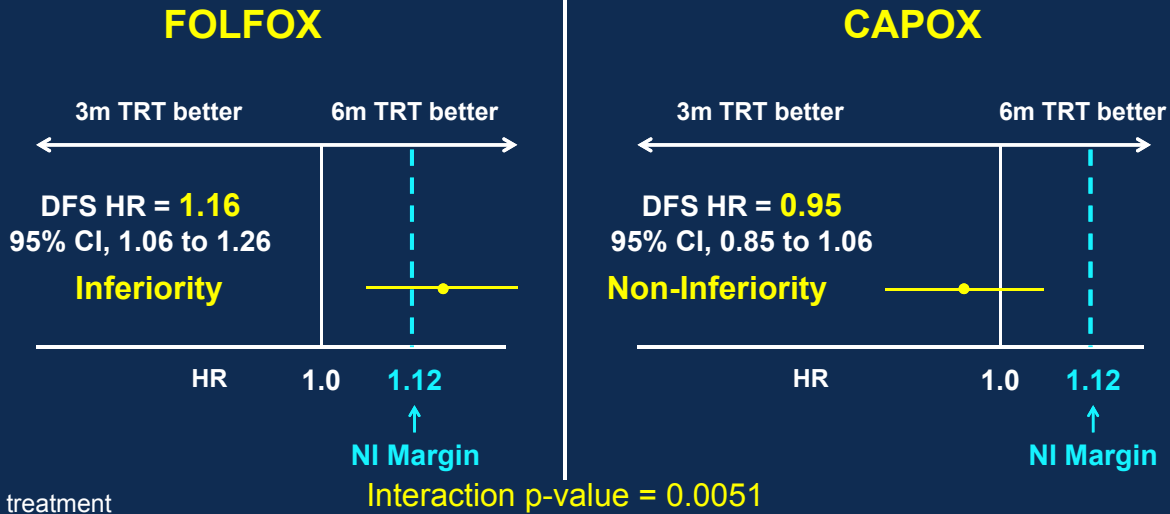 FOLFOX
3m TRT better 6m TRT better
DFS HR = 1.16
95% CI, 1.06 to 1.26
Inferiority
HR 1.0 1.12
NI Margin
CAPOX
3m TRT better 6m TRT better
DFS HR = 0.95
95% CI, 0.85 to 1.06
Non-Inferiority
HR 1.0 1.12
NI Margin
Interaction p-value = 0.0051
treatment